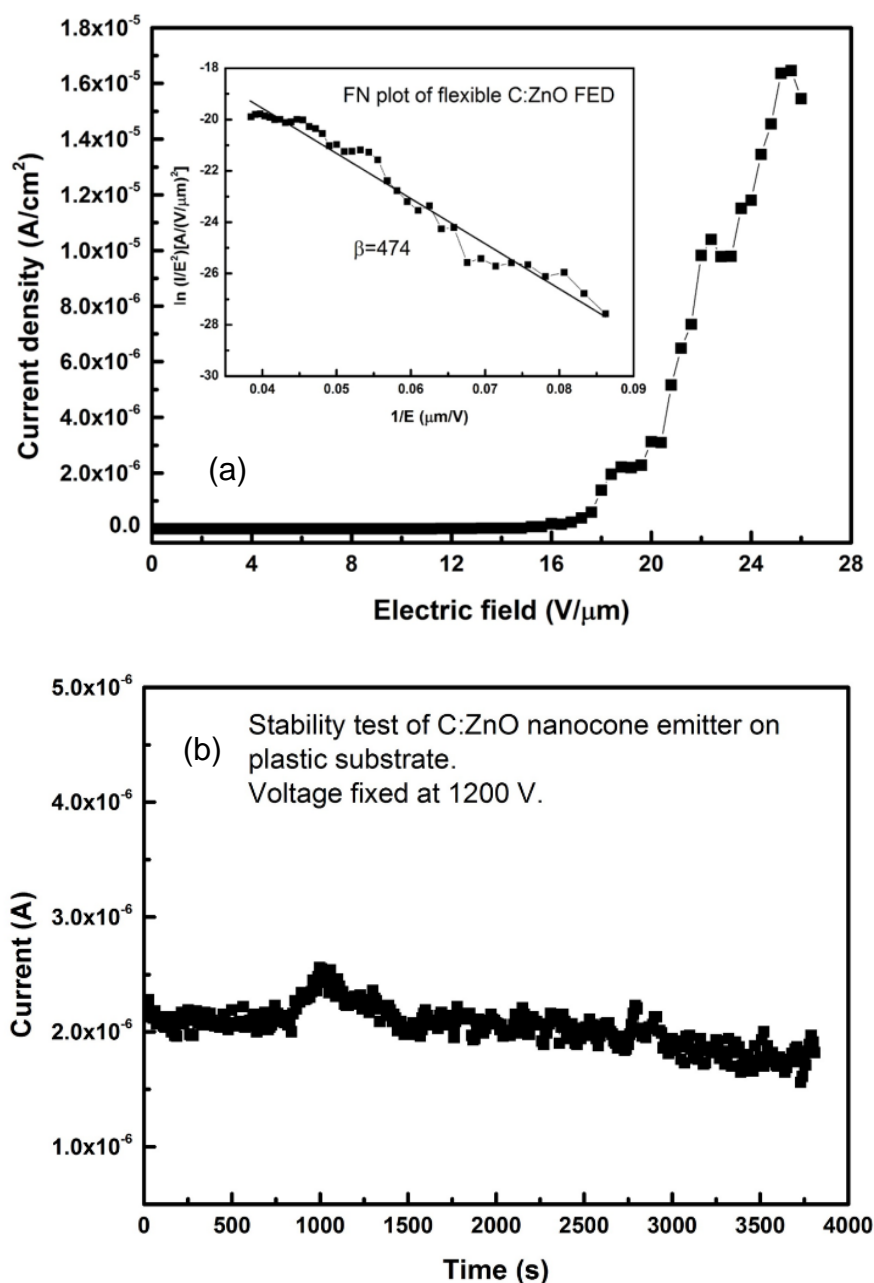 1.8x10⁻⁵
1.6x10⁻⁵
1.4x10⁻⁵
1.2x10⁻⁵
1.0x10⁻⁵
8.0x10⁻⁶
6.0x10⁻⁶
4.0x10⁻⁶
2.0x10⁻⁶
0.0
Current density (A/cm²)
0 4 8 12 16 20 24 28
Electric field (V/μm)
(a)
FN plot of flexible C:ZnO FED
β=474
-18
-20
-22
-24
-26
-28
-30
ln (I/E²)[A/(V/μm)²]
0.04 0.05 0.06 0.07 0.08 0.09
1/E (μm/V)
5.0x10⁻⁶
4.0x10⁻⁶
3.0x10⁻⁶
2.0x10⁻⁶
1.0x10⁻⁶
Current (A)
(b)
Stability test of C:ZnO nanocone emitter on
plastic substrate.
Voltage fixed at 1200 V.
0 500 1000 1500 2000 2500 3000 3500 4000
Time (s)